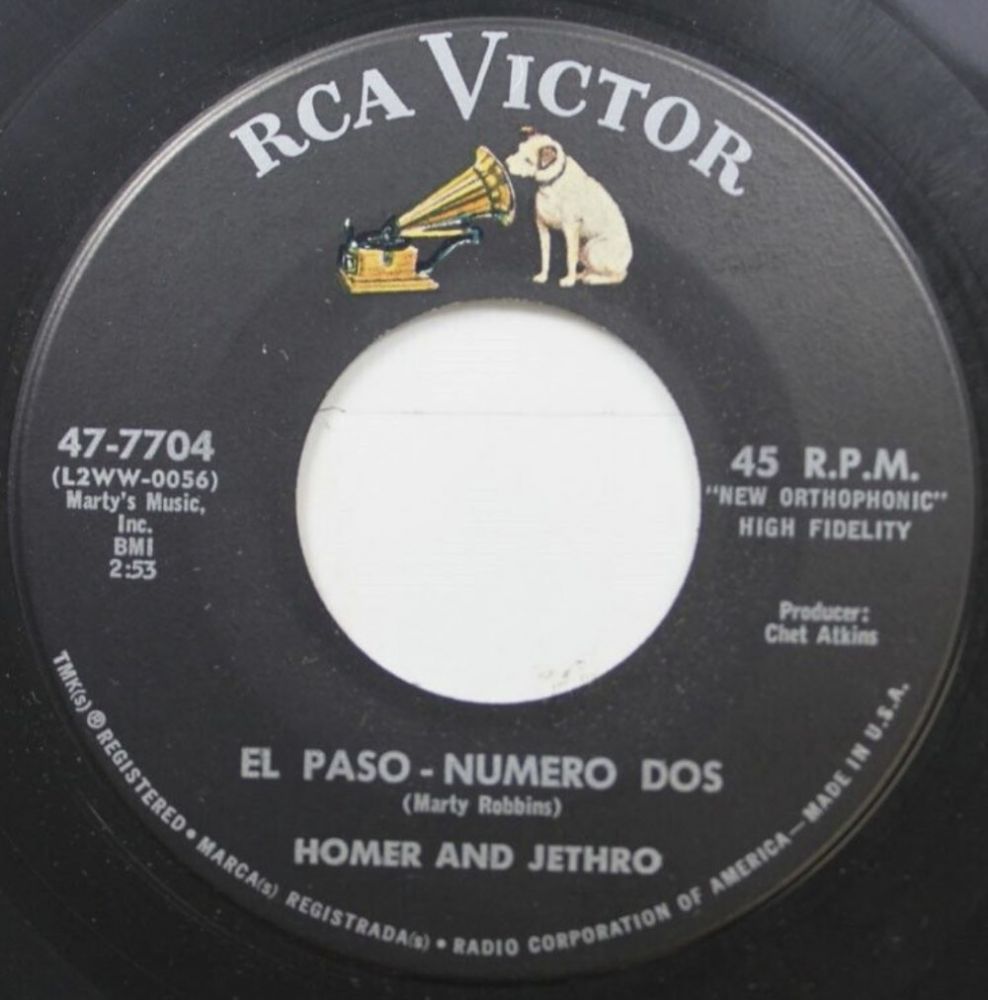 RCA VICTOR
47-7704
(L2WW-0056)
Marty's Music,
Inc.
BMI
2:53
45 R.P.M.
"NEW ORTHOPHONIC"
HIGH FIDELITY
Producer:
Chet Atkins
EL PASO - NUMERO DOS
(Marty Robbins)
HOMER AND JETHRO
TMK(s) ® REGISTERED • MARCA(s) REGISTRADA(s) • RADIO CORPORATION OF AMERICA — MADE IN U.S.A.